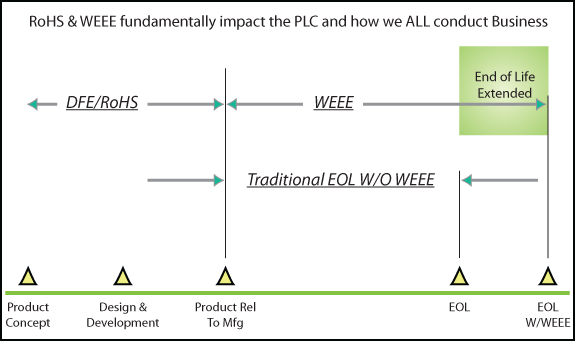 RoHS & WEEE fundamentally impact the PLC and how we ALL conduct Business
End of Life
Extended
DFE/RoHS
WEEE
Traditional EOL W/O WEEE
Product
Concept
Design &
Development
Product Rel
To Mfg
EOL
EOL
W/WEEE